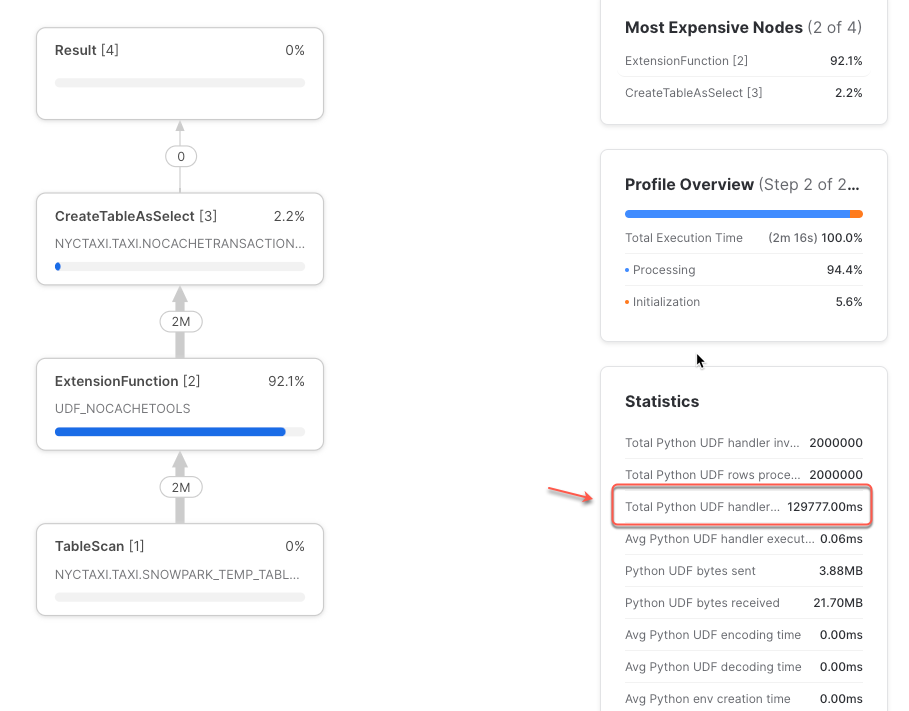 Result [4] 0%
0
CreateTableAsSelect [3] 2.2%
NYCTAXI.TAXI.NOCACHETRANSACTION...
2M
ExtensionFunction [2] 92.1%
UDF_NOCACHETOOLS
2M
TableScan [1] 0%
NYCTAXI.TAXI.SNOWPARK_TEMP_TABL...
Most Expensive Nodes (2 of 4)
ExtensionFunction [2] 92.1%
CreateTableAsSelect [3] 2.2%
Profile Overview (Step 2 of 2...
Total Execution Time (2m 16s) 100.0%
Processing 94.4%
Initialization 5.6%
Statistics
Total Python UDF handler inv... 2000000
Total Python UDF rows proce... 2000000
Total Python UDF handler... 129777.00ms
Avg Python UDF handler execut... 0.06ms
Python UDF bytes sent 3.88MB
Python UDF bytes received 21.70MB
Avg Python UDF encoding time 0.00ms
Avg Python UDF decoding time 0.00ms
Avg Python env creation time 0.00ms